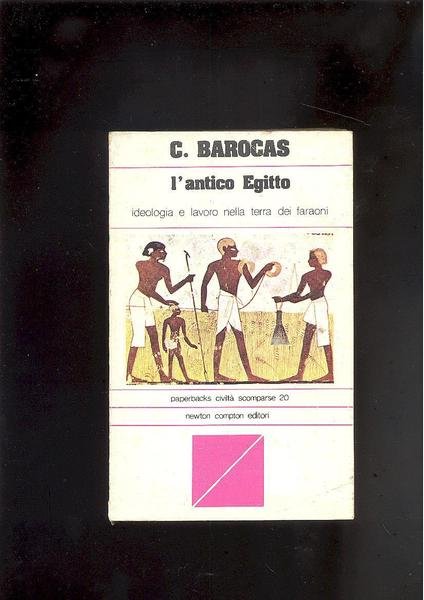 C. BAROCAS
l'antico Egitto
ideologia e lavoro nella terra dei faraoni
paperbacks civiltà scomparse 20
newton compton editori